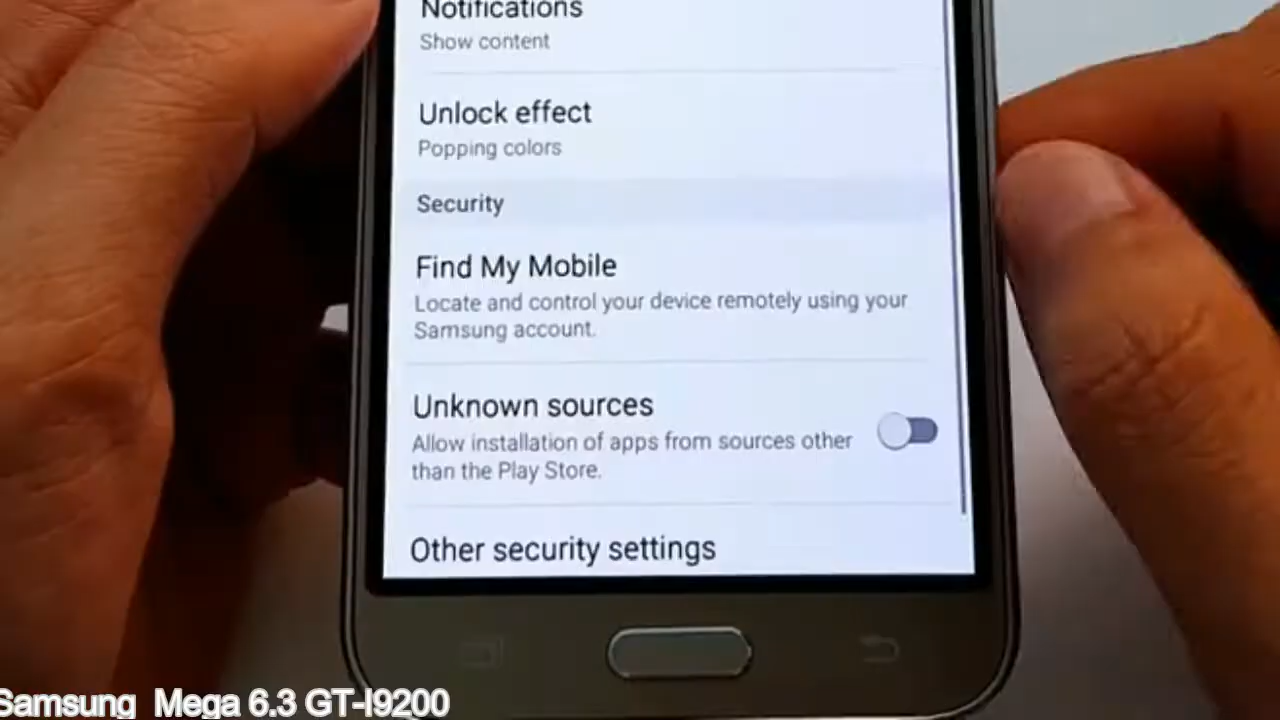 Notifications
Show content
Unlock effect
Popping colors
Security
Find My Mobile
Locate and control your device remotely using your
Samsung account.
Unknown sources
Allow installation of apps from sources other
than the Play Store.
Other security settings
Samsung Mega 6.3 GT-I9200